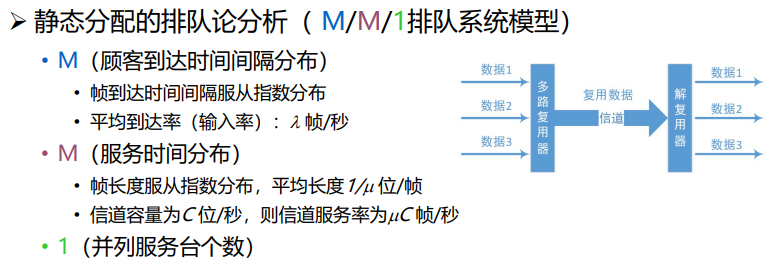 ➢ 静态分配的排队论分析（ M/M/1排队系统模型）
• M（顾客到达时间间隔分布）
• 帧到达时间间隔服从指数分布
• 平均到达率（输入率）：λ 帧/秒
• M（服务时间分布）
• 帧长度服从指数分布，平均长度1/μ 位/帧
• 信道容量为C 位/秒，则信道服务率为μC 帧/秒
• 1（并列服务台个数）
数据1
数据2
数据3
多路复用器
复用数据
信道
解复用器
数据1
数据2
数据3